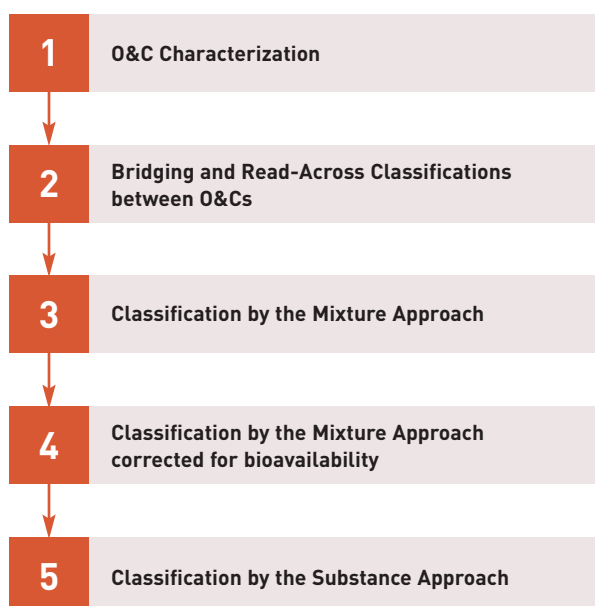 1
O&C Characterization
2
Bridging and Read-Across Classifications
between O&Cs
3
Classification by the Mixture Approach
4
Classification by the Mixture Approach
corrected for bioavailability
5
Classification by the Substance Approach